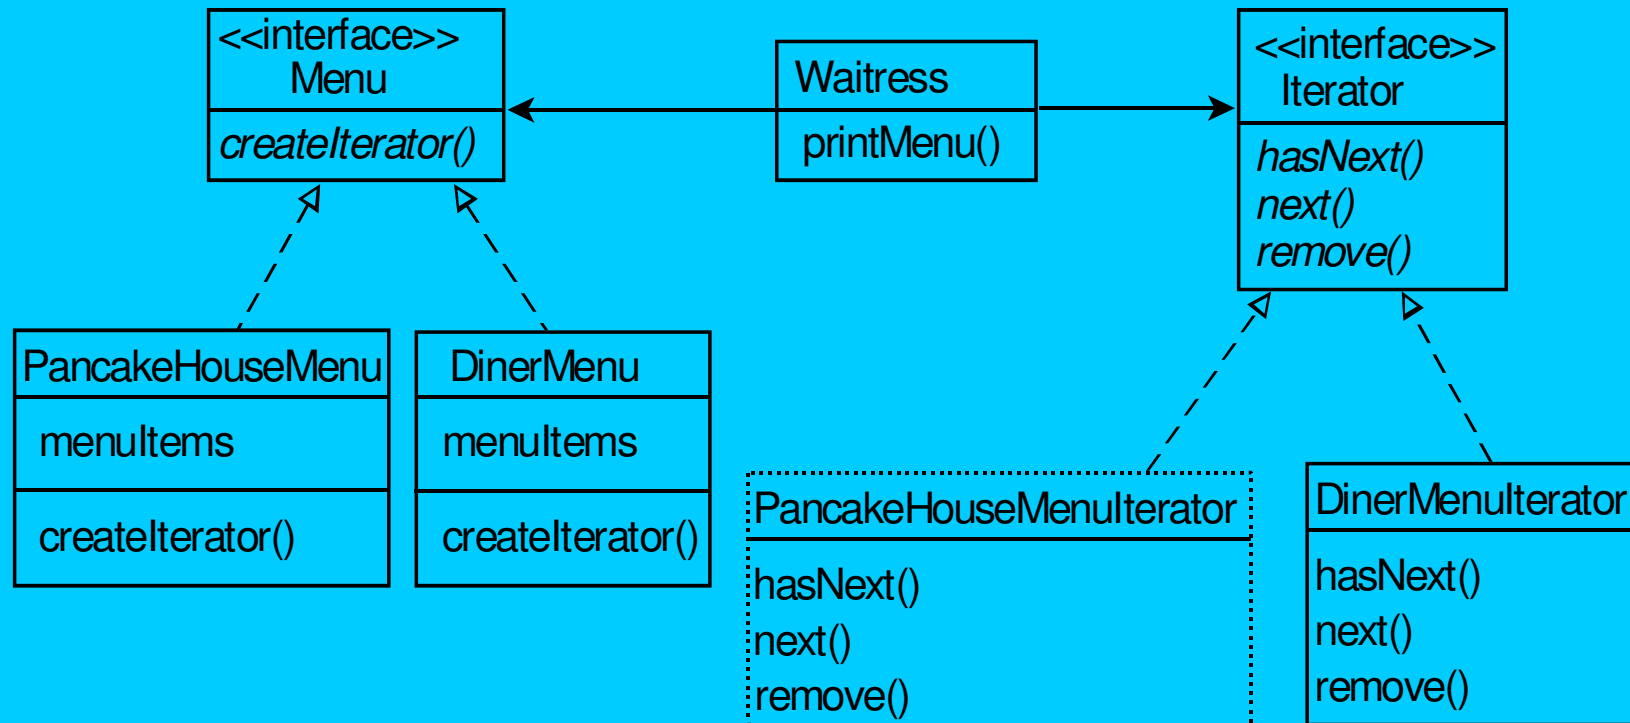 <<interface>>
Menu
createIterator()
Waitress
printMenu()
<<interface>>
Iterator
hasNext()
next()
remove()
PancakeHouseMenu
menuItems
createIterator()
DinerMenu
menuItems
createIterator()
PancakeHouseMenuIterator
hasNext()
next()
remove()
DinerMenuIterator
hasNext()
next()
remove()